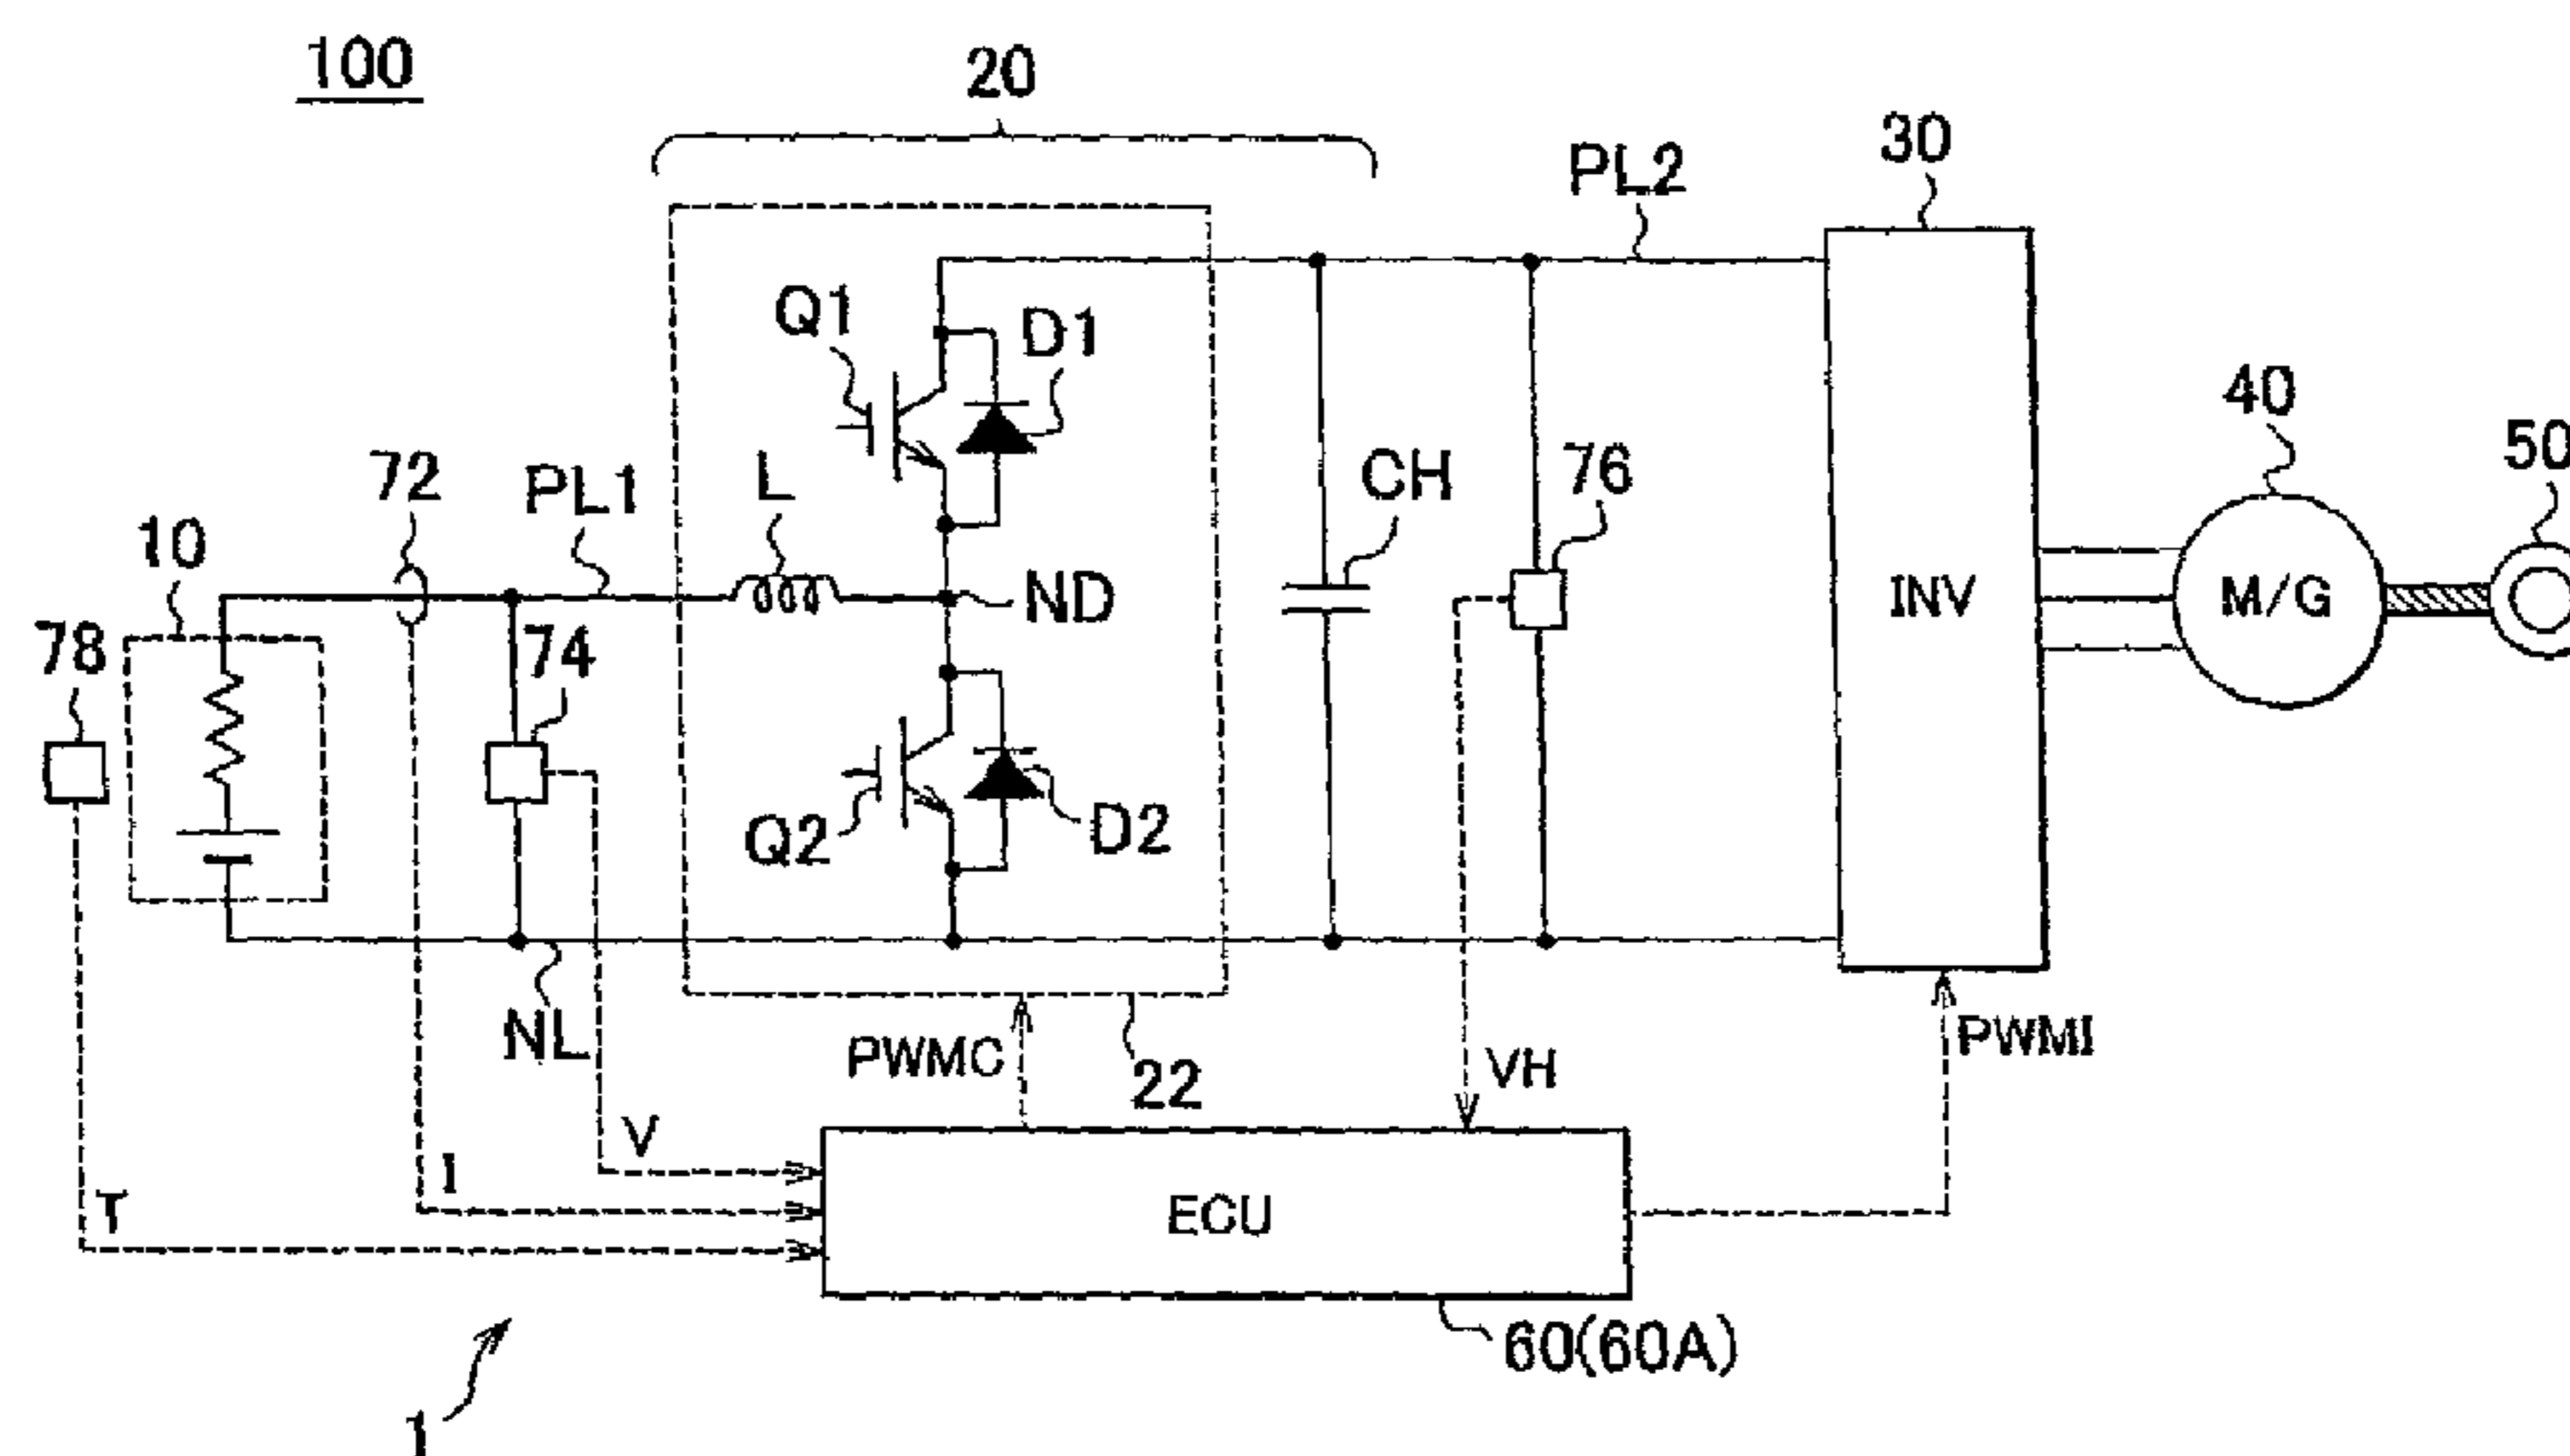 100
20
PL2
30
Q1
D1
40
50
72
PL1
L
CH
76
10
ND
INV
M/G
78
74
Q2
D2
NL
PWMC
22
VH
PWMI
V
I
T
ECU
60(60A)
1